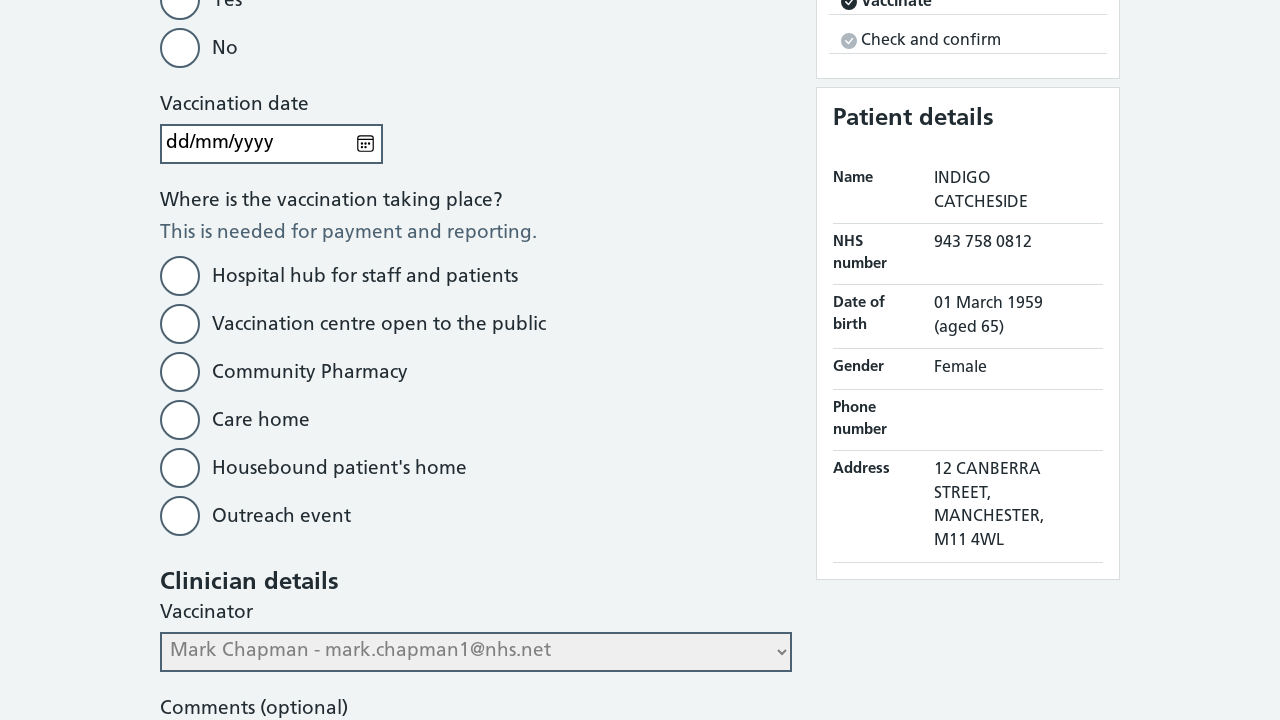 Yes
No
Vaccination date
dd/mm/yyyy
Where is the vaccination taking place?
This is needed for payment and reporting.
Hospital hub for staff and patients
Vaccination centre open to the public
Community Pharmacy
Care home
Housebound patient's home
Outreach event
Clinician details
Vaccinator
Mark Chapman - mark.chapman1@nhs.net
Comments (optional)
Vaccinate
Check and confirm
Patient details
Name INDIGO
CATCHESIDE
NHS 943 758 0812
number
Date of 01 March 1959
birth (aged 65)
Gender Female
Phone
number
Address 12 CANBERRA
STREET,
MANCHESTER,
M11 4WL